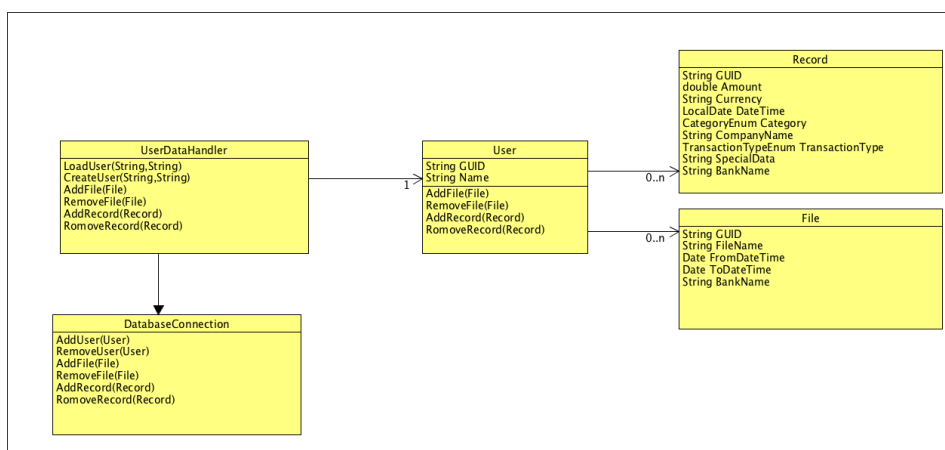 UserDataHandler
LoadUser(String,String)
CreateUser(String,String)
AddFile(File)
RemoveFile(File)
AddRecord(Record)
RomoveRecord(Record)
1
User
String GUID
String Name
AddFile(File)
RemoveFile(File)
AddRecord(Record)
RomoveRecord(Record)
0..n
0..n
Record
String GUID
double Amount
String Currency
LocalDate DateTime
CategoryEnum Category
String CompanyName
TransactionTypeEnum TransactionType
String SpecialData
String BankName
File
String GUID
String FileName
Date FromDateTime
Date ToDateTime
String BankName
DatabaseConnection
AddUser(User)
RemoveUser(User)
AddFile(File)
RemoveFile(File)
AddRecord(Record)
RomoveRecord(Record)